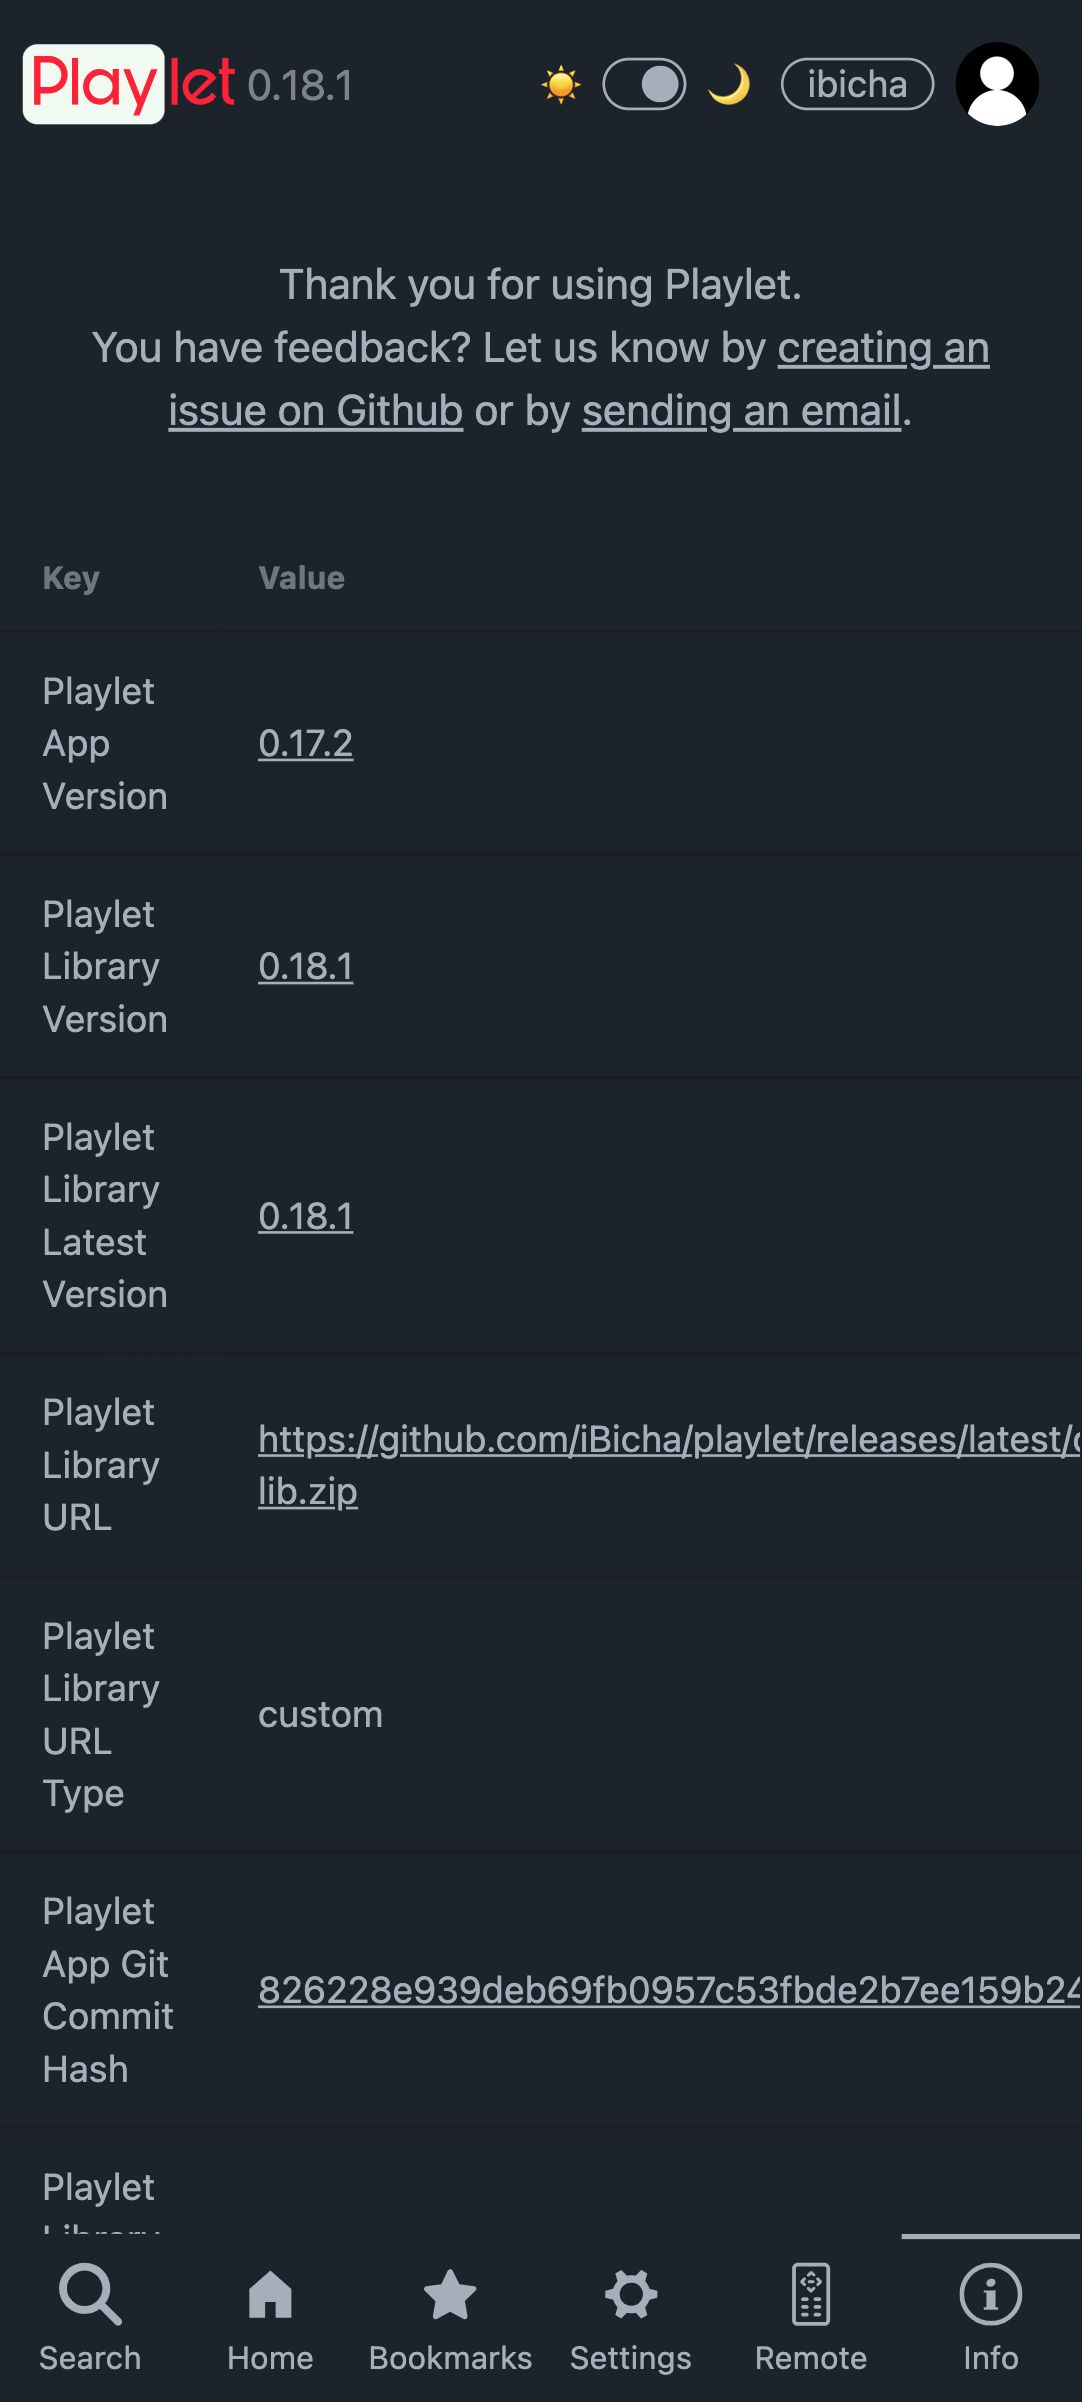 Playlet 0.18.1
ibicha
Thank you for using Playlet.
You have feedback? Let us know by creating an
issue on Github or by sending an email.
Key Value
Playlet
App
Version
0.17.2
Playlet
Library
Version
0.18.1
Playlet
Library
Latest
Version
0.18.1
Playlet
Library
URL
https://github.com/iBicha/playlet/releases/latest/
lib.zip
Playlet
Library
URL
Type
custom
Playlet
App Git
Commit
Hash
826228e939deb69fb0957c53fbde2b7ee159b24
Playlet
Library
Search Home Bookmarks Settings Remote Info